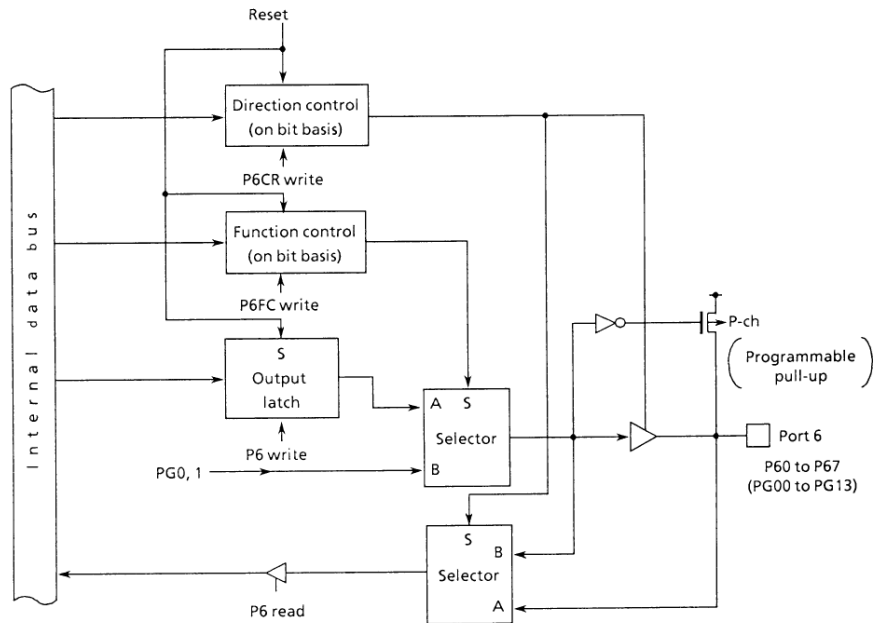 Reset
Direction control
(on bit basis)
P6CR write
Function control
(on bit basis)
P6FC write
S
Output
latch
P6 write
PG0, 1
A S
Selector
B
P-ch
Programmable
pull-up
Port 6
P60 to P67
(PG00 to PG13)
S
B
Selector
A
P6 read
Internal data bus